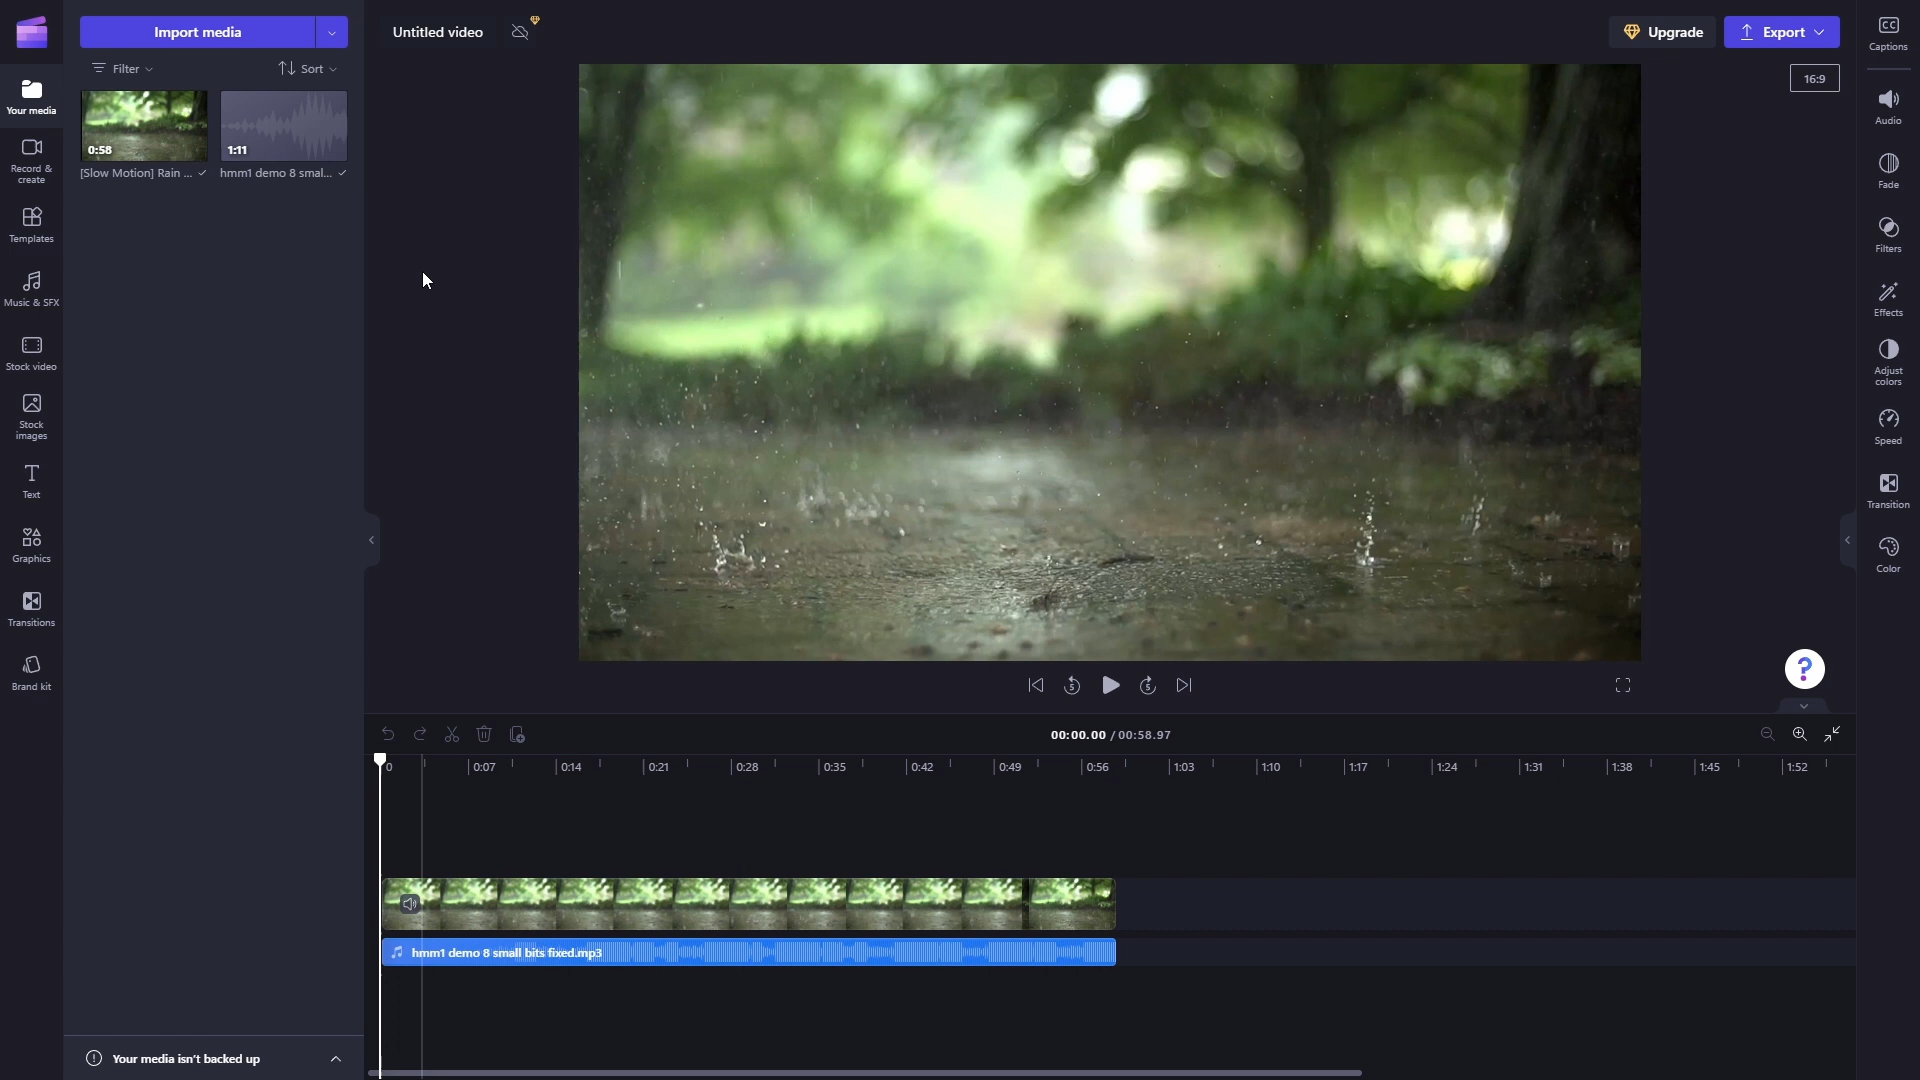 Import media
Untitled video
Upgrade
Export
Captions
Filter
Sort
16:9
Your media
0:58
1:11
Audio
[Slow Motion] Rain ...
hmm1 demo 8 smal...
Record &
create
Fade
Templates
Filters
Music & SFX
Effects
Stock video
Adjust
colors
Stock
images
Speed
Text
Transition
Graphics
Color
Transitions
Brand kit
5
5
?
00:00.00 / 00:58.97
0
0:07
0:14
0:21
0:28
0:35
0:42
0:49
0:56
1:03
1:10
1:17
1:24
1:31
1:38
1:45
1:52
hmm1 demo 8 small bits fixed.mp3
Your media isn't backed up